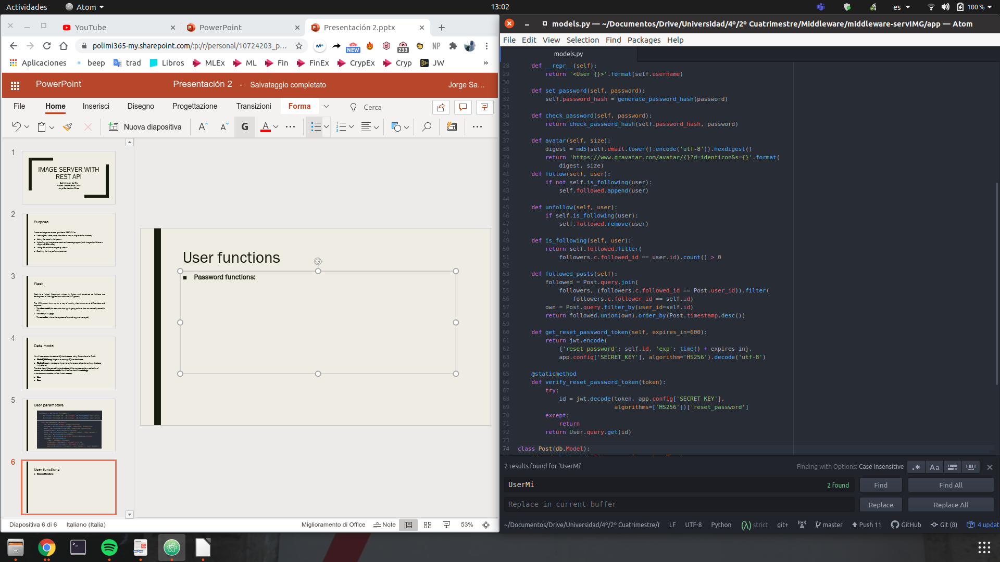 Actividades
Atom
13:02
es
100 %
YouTube
PowerPoint
Presentación 2.pptx
polimi365-my.sharepoint.com/:p:/r/personal/10724203_p...
NEW
233
NP
Aplicaciones
beep
trad
Libros
MLEx
ML
Fin
FinEx
CrypEx
Cryp
JW
»
PowerPoint
Presentación 2 - Salvataggio completato
Jorge Sa...
File
Home
Inserisci
Disegno
Progettazione
Transizioni
Forma
Cerca
Nuova diapositiva
G
1
IMAGE SERVER WITH
REST API
2
Purpose
3
Flask
4
Data model
5
User parameters
6
User functions
User functions
Password functions:
Diapositiva 6 di 6
Italiano (Italia)
Miglioramento di Office
Note
53%
models.py — ~/Documentos/Drive/Universidad/4º/2º Cuatrimestre/Middleware/middleware-servIMG/app — Atom
File Edit View Selection Find Packages Help
models.py
28 def __repr__(self):
29 return '<User {}>'.format(self.username)
30
31 def set_password(self, password):
32 self.password_hash = generate_password_hash(password)
33
34 def check_password(self, password):
35 return check_password_hash(self.password_hash, password)
36
37 def avatar(self, size):
38 digest = md5(self.email.lower().encode('utf-8')).hexdigest()
39 return 'https://www.gravatar.com/avatar/{}?d=identicon&s={}'.format(
40 digest, size)
41 def follow(self, user):
42 if not self.is_following(user):
43 self.followed.append(user)
44
45 def unfollow(self, user):
46 if self.is_following(user):
47 self.followed.remove(user)
48
49 def is_following(self, user):
50 return self.followed.filter(
51 followers.c.followed_id == user.id).count() > 0
52
53 def followed_posts(self):
54 followed = Post.query.join(
55 followers, (followers.c.followed_id == Post.user_id)).filter(
56 followers.c.follower_id == self.id)
57 own = Post.query.filter_by(user_id=self.id)
58 return followed.union(own).order_by(Post.timestamp.desc())
59
60 def get_reset_password_token(self, expires_in=600):
61 return jwt.encode(
62 {'reset_password': self.id, 'exp': time() + expires_in},
63 app.config['SECRET_KEY'], algorithm='HS256').decode('utf-8')
64
65 @staticmethod
66 def verify_reset_password_token(token):
67 try:
68 id = jwt.decode(token, app.config['SECRET_KEY'],
69 algorithms=['HS256'])['reset_password']
70 except:
71 return
72 return User.query.get(id)
73
74 class Post(db.Model):
2 results found for 'UserMi'
Finding with Options: Case Insensitive
.*
Aa
UserMi
2 found
Find
Find All
Replace in current buffer
Replace
Replace All
~/Documentos/Drive/Universidad/4º/2º Cuatrimestre/
LF
UTF-8
Python
(λ) strict
git+
master
Push 11
GitHub
Git (8)
4 updat